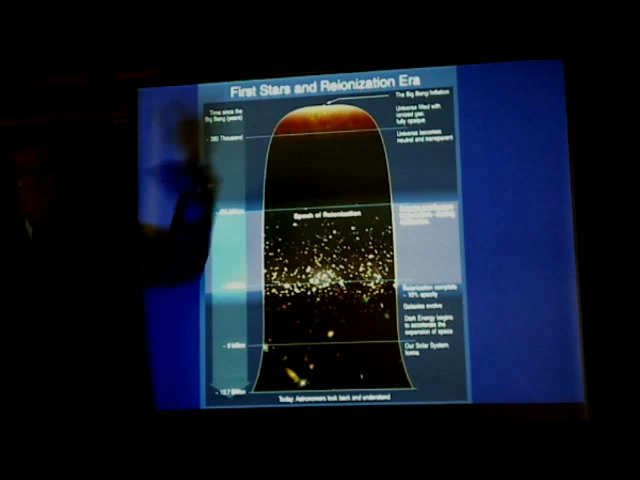 First Stars and Reionization Era
Time since the
Big Bang (years)
The Big Bang/Inflation
Universe filled with
ionized gas:
fully opaque
~ 380 Thousand
Universe becomes
neutral and transparent
Epoch of Reionization
Reionization complete
~ 10% opacity
Galaxies evolve
Dark Energy begins
to accelerate the
expansion of space
~ 9 billion
Our Solar System
forms
~ 13.7 Billion
Today: Astronomers look back and understand